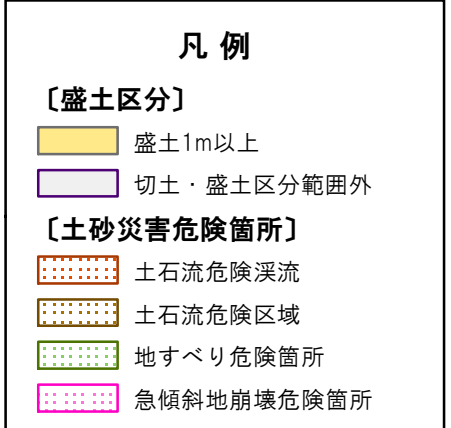 凡 例
〔盛土区分〕
盛土1m以上
切土・盛土区分範囲外
〔土砂災害危険箇所〕
土石流危険渓流
土石流危険区域
地すべり危険箇所
急傾斜地崩壊危険箇所